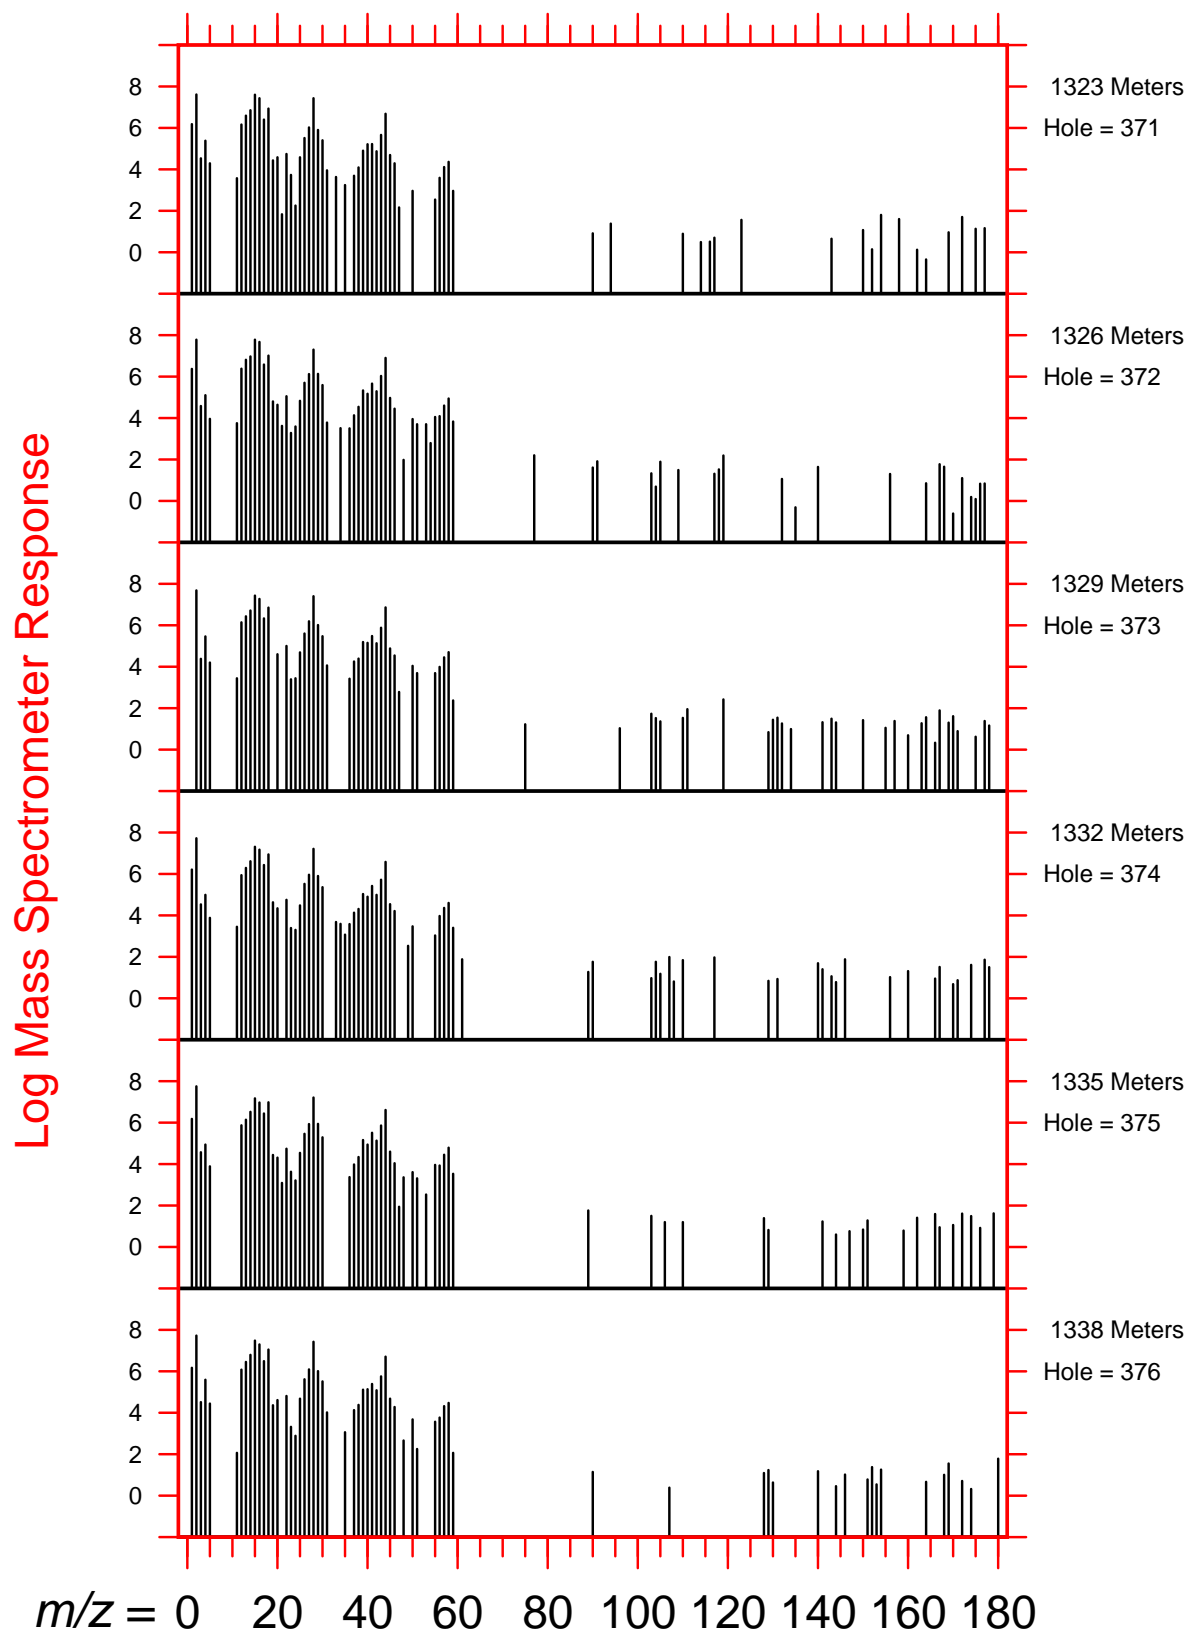 Log Mass Spectrometer Response
8
6
4
2
0
1323 Meters
Hole = 371
8
6
4
2
0
1326 Meters
Hole = 372
8
6
4
2
0
1329 Meters
Hole = 373
8
6
4
2
0
1332 Meters
Hole = 374
8
6
4
2
0
1335 Meters
Hole = 375
8
6
4
2
0
1338 Meters
Hole = 376
m/z = 0 20 40 60 80 100 120 140 160 180